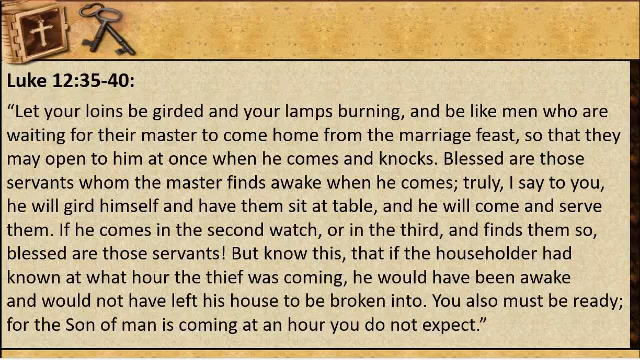 Luke 12:35-40:
“Let your loins be girded and your lamps burning, and be like men who are
waiting for their master to come home from the marriage feast, so that they
may open to him at once when he comes and knocks. Blessed are those
servants whom the master finds awake when he comes; truly, I say to you,
he will gird himself and have them sit at table, and he will come and serve
them. If he comes in the second watch, or in the third, and finds them so,
blessed are those servants! But know this, that if the householder had
known at what hour the thief was coming, he would have been awake
and would not have left his house to be broken into. You also must be ready;
for the Son of man is coming at an hour you do not expect.”